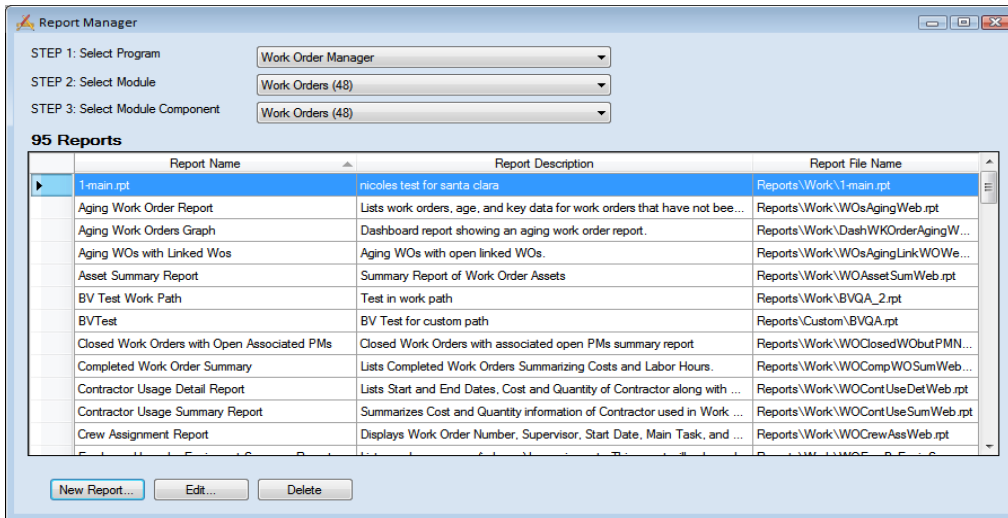 Report Manager
STEP 1: Select Program Work Order Manager
STEP 2: Select Module Work Orders (48)
STEP 3: Select Module Component Work Orders (48)
95 Reports
Report Name Report Description Report File Name
1-main.rpt nicoles test for santa clara Reports\Work\1-main.rpt
Aging Work Order Report Lists work orders, age, and key data for work orders that have not bee... Reports\Work\WOsAgingWeb.rpt
Aging Work Orders Graph Dashboard report showing an aging work order report. Reports\Work\DashWKOrderAgingW...
Aging WOs with Linked Wos Aging WOs with open linked WOs. Reports\Work\WOsAgingLinkWOWe...
Asset Summary Report Summary Report of Work Order Assets Reports\Work\WOAssetSumWeb.rpt
BV Test Work Path Test in work path Reports\Work\BVQA_2.rpt
BVTest BV Test for custom path Reports\Custom\BVQA.rpt
Closed Work Orders with Open Associated PMs Closed Work Orders with associated open PMs summary report Reports\Work\WOClosedWObutPMN...
Completed Work Order Summary Lists Completed Work Orders Summarizing Costs and Labor Hours. Reports\Work\WOCompWOSumWeb...
Contractor Usage Detail Report Lists Start and End Dates, Cost and Quantity of Contractor along with ... Reports\Work\WOContUseDetWeb.rpt
Contractor Usage Summary Report Summarizes Cost and Quantity information of Contractor used in Work ... Reports\Work\WOContUseSumWeb.rpt
Crew Assignment Report Displays Work Order Number, Supervisor, Start Date, Main Task, and ... Reports\Work\WOCrewAssWeb.rpt
New Report... Edit... Delete